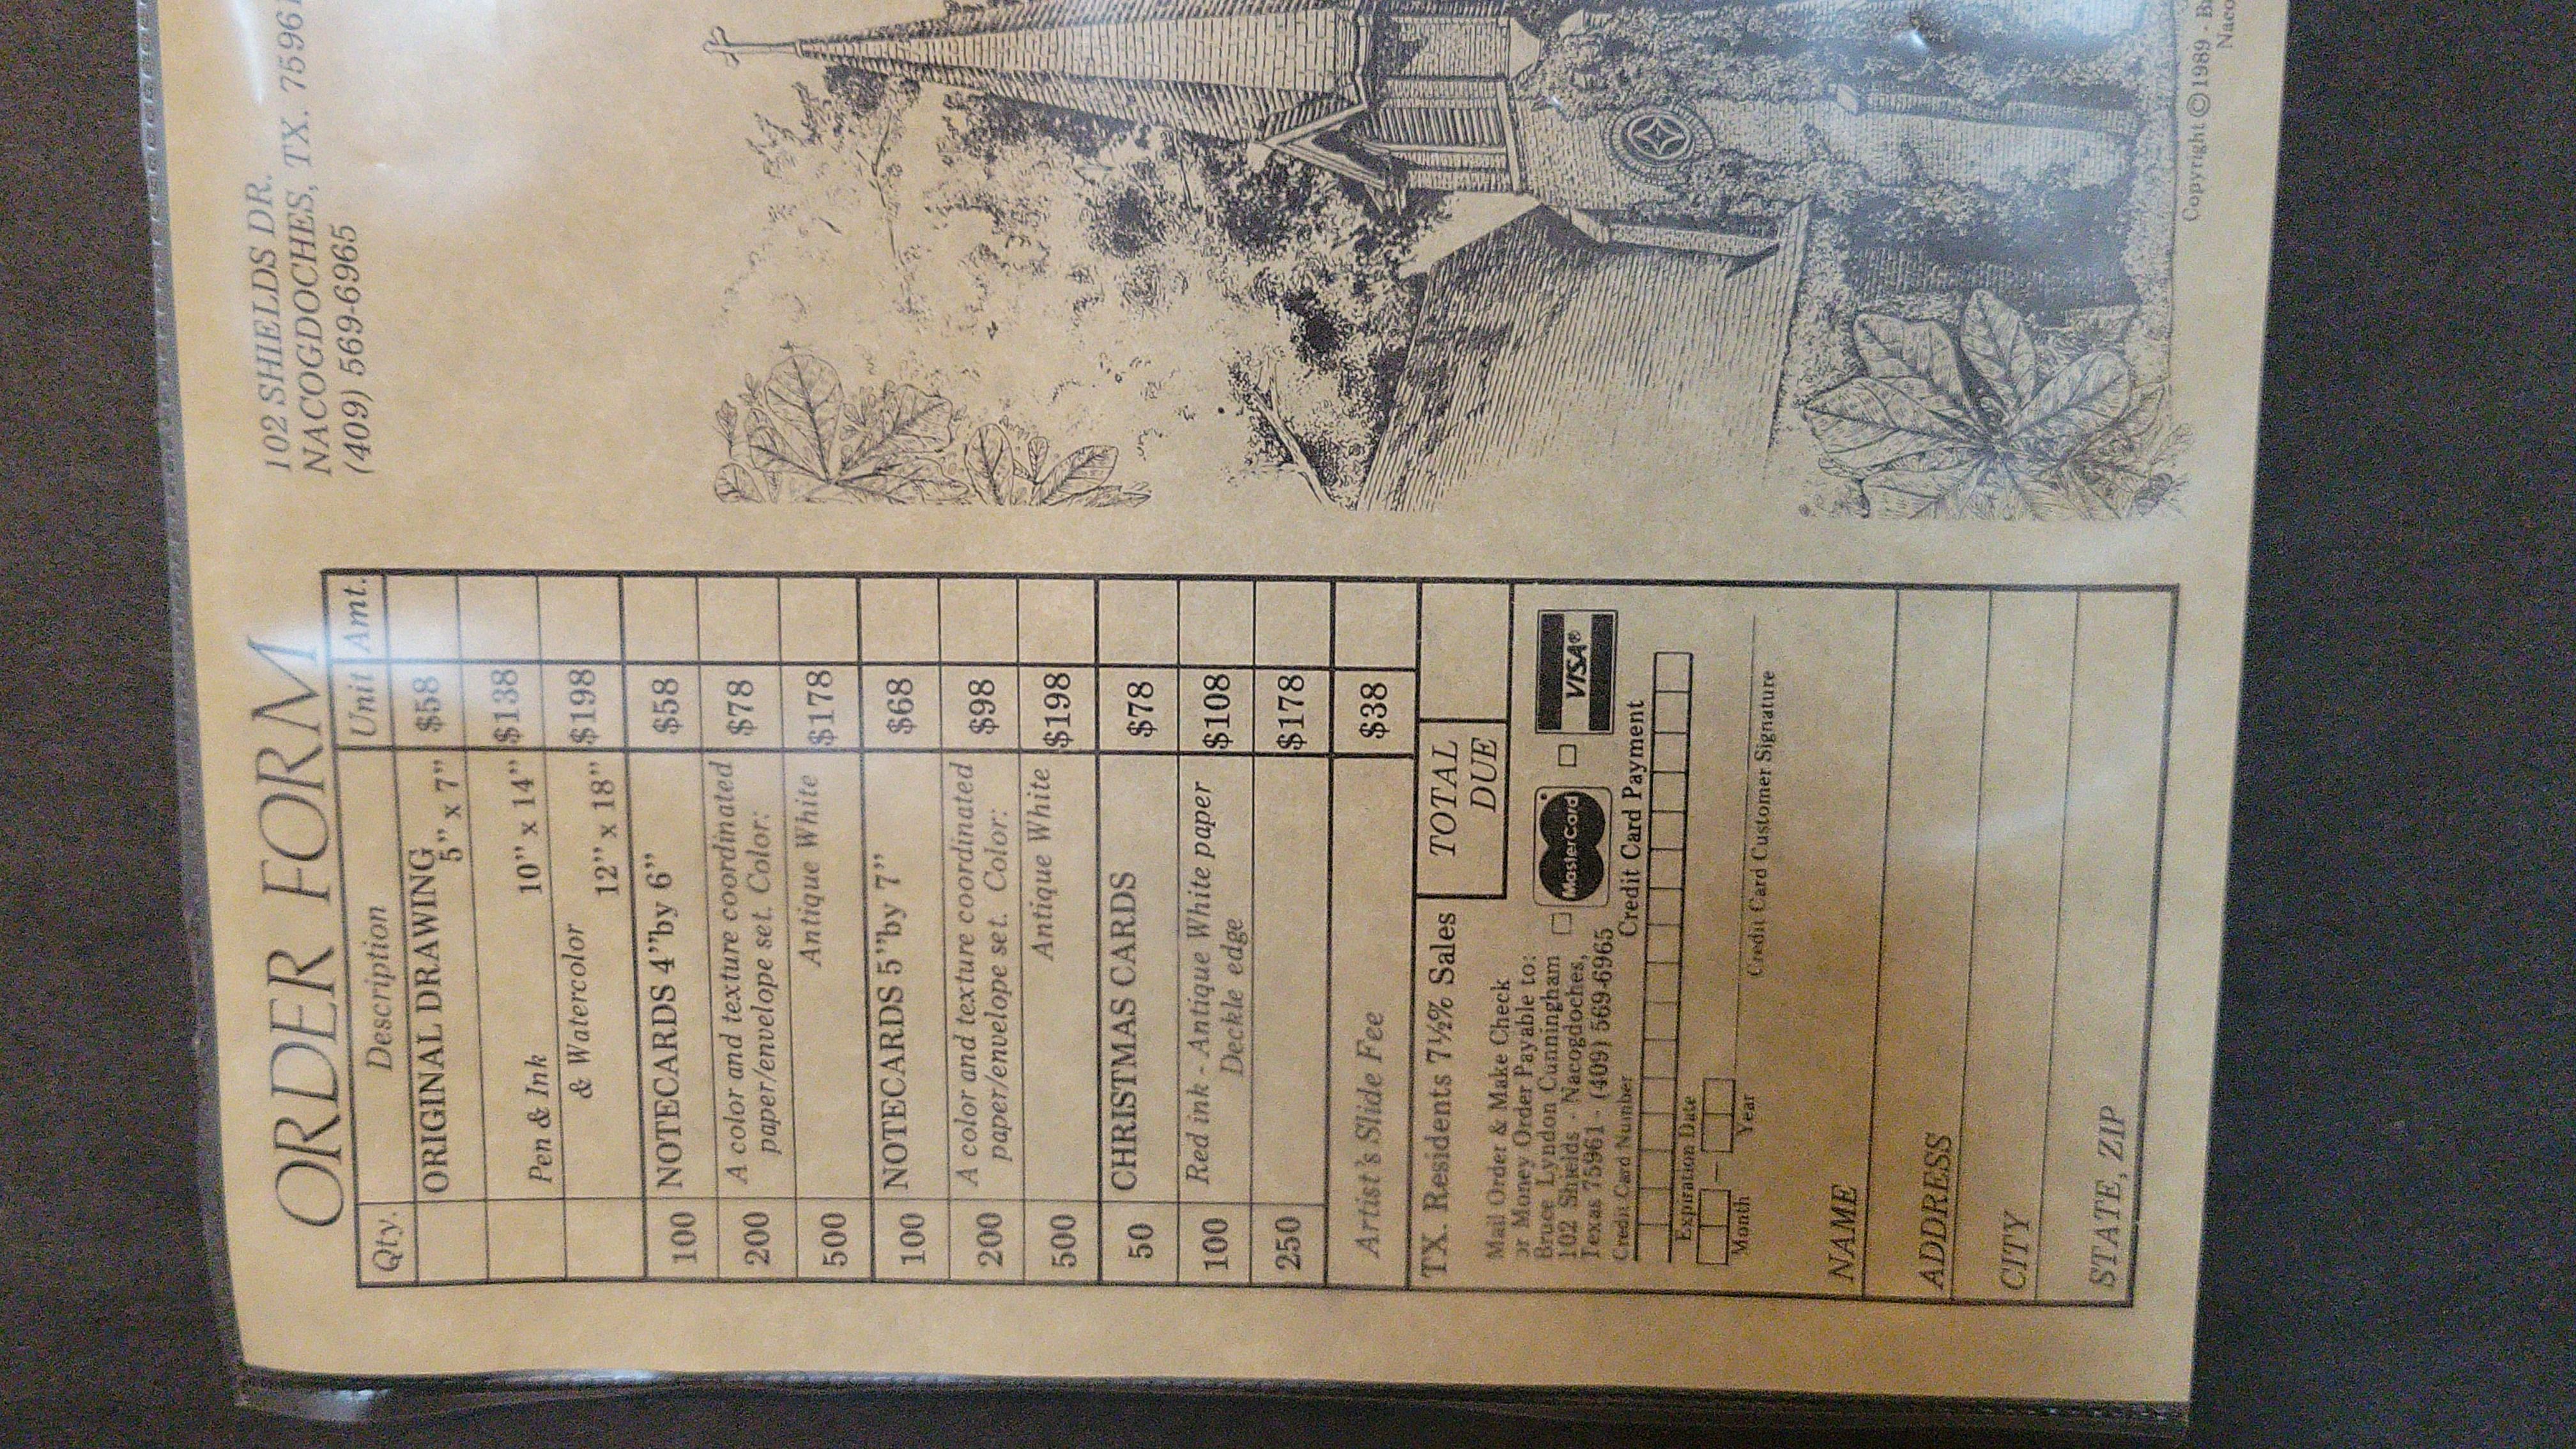 ORDER FORM
Qty. Description Unit Amt.
ORIGINAL DRAWING
5" x 7" $58
10" x 14" $138
Pen & Ink
& Watercolor
12" x 18" $198
100 NOTECARDS 4"by 6" $58
200 A color and texture coordinated $78
paper/envelope set. Color:
500 Antique White $178
100 NOTECARDS 5"by 7" $68
200 A color and texture coordinated $98
paper/envelope set. Color:
500 Antique White $198
50 CHRISTMAS CARDS $78
100 Red ink - Antique White paper $108
Deckle edge
250 $178
Artist's Slide Fee $38
TX. Residents 7½% Sales TOTAL
DUE
Mail Order & Make Check
or Money Order Payable to:
Bruce Lyndon Cunningham
102 Shields - Nacogdoches,
Texas 75961 - (409) 569-6965
MasterCard VISA®
Credit Card Payment
Credit Card Number
Expiration Date
Month Year
Credit Card Customer Signature
NAME
ADDRESS
CITY
STATE, ZIP
102 SHIELDS DR.
NACOGDOCHES, TX. 75961
(409) 569-6965
Copyright © 1989 - B
Naco